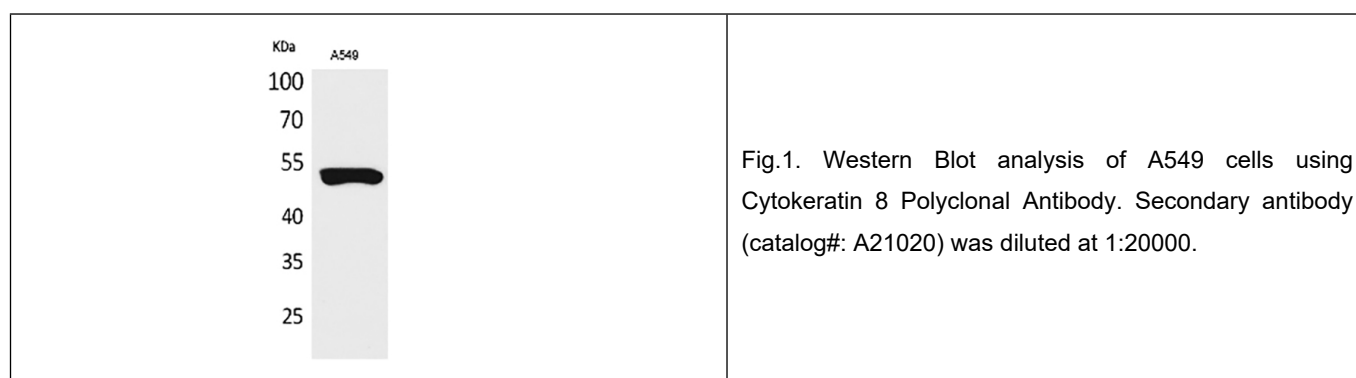 KDa
A549
100
70
55
40
35
25
Fig.1. Western Blot analysis of A549 cells using
Cytokeratin 8 Polyclonal Antibody. Secondary antibody
(catalog#: A21020) was diluted at 1:20000.